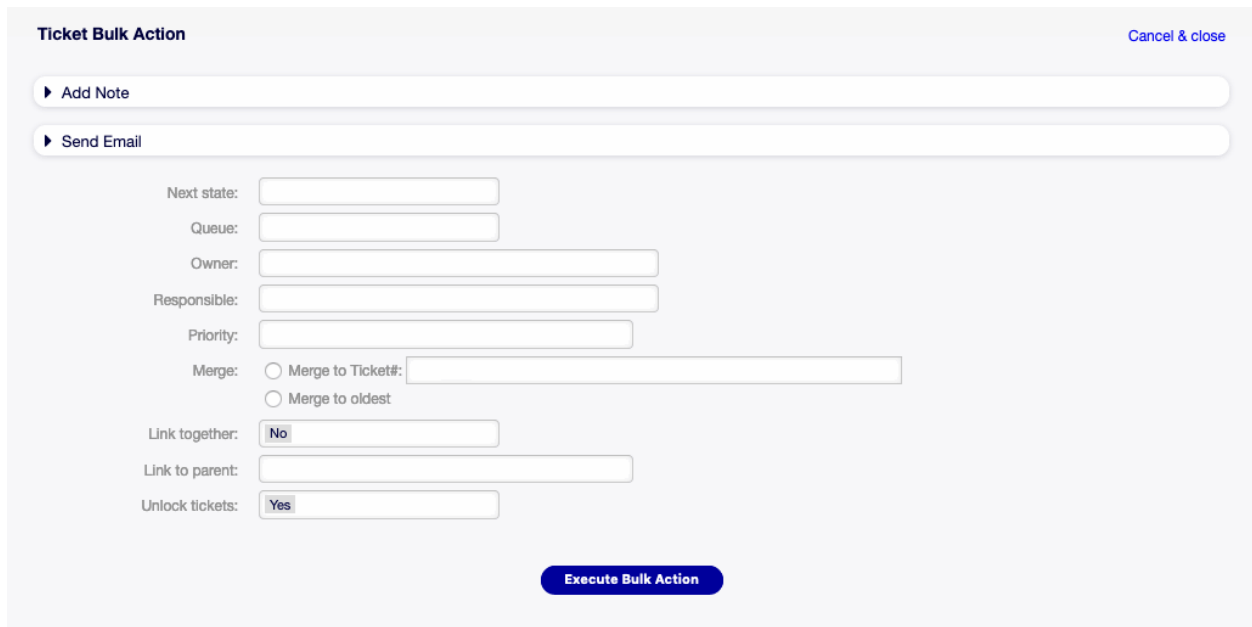 Ticket Bulk Action
Cancel & close
Add Note
Send Email
Next state:
Queue:
Owner:
Responsible:
Priority:
Merge: Merge to Ticket#:
Merge to oldest
Link together: No
Link to parent:
Unlock tickets: Yes
Execute Bulk Action